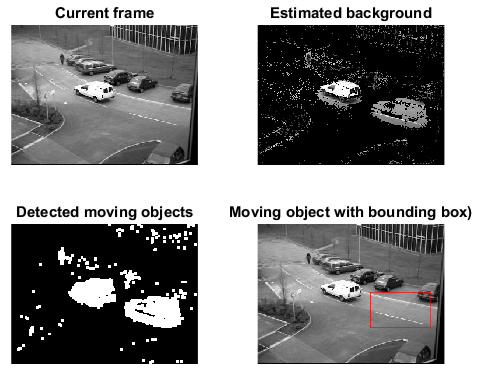 Current frame
Estimated background
Detected moving objects
Moving object with bounding box)